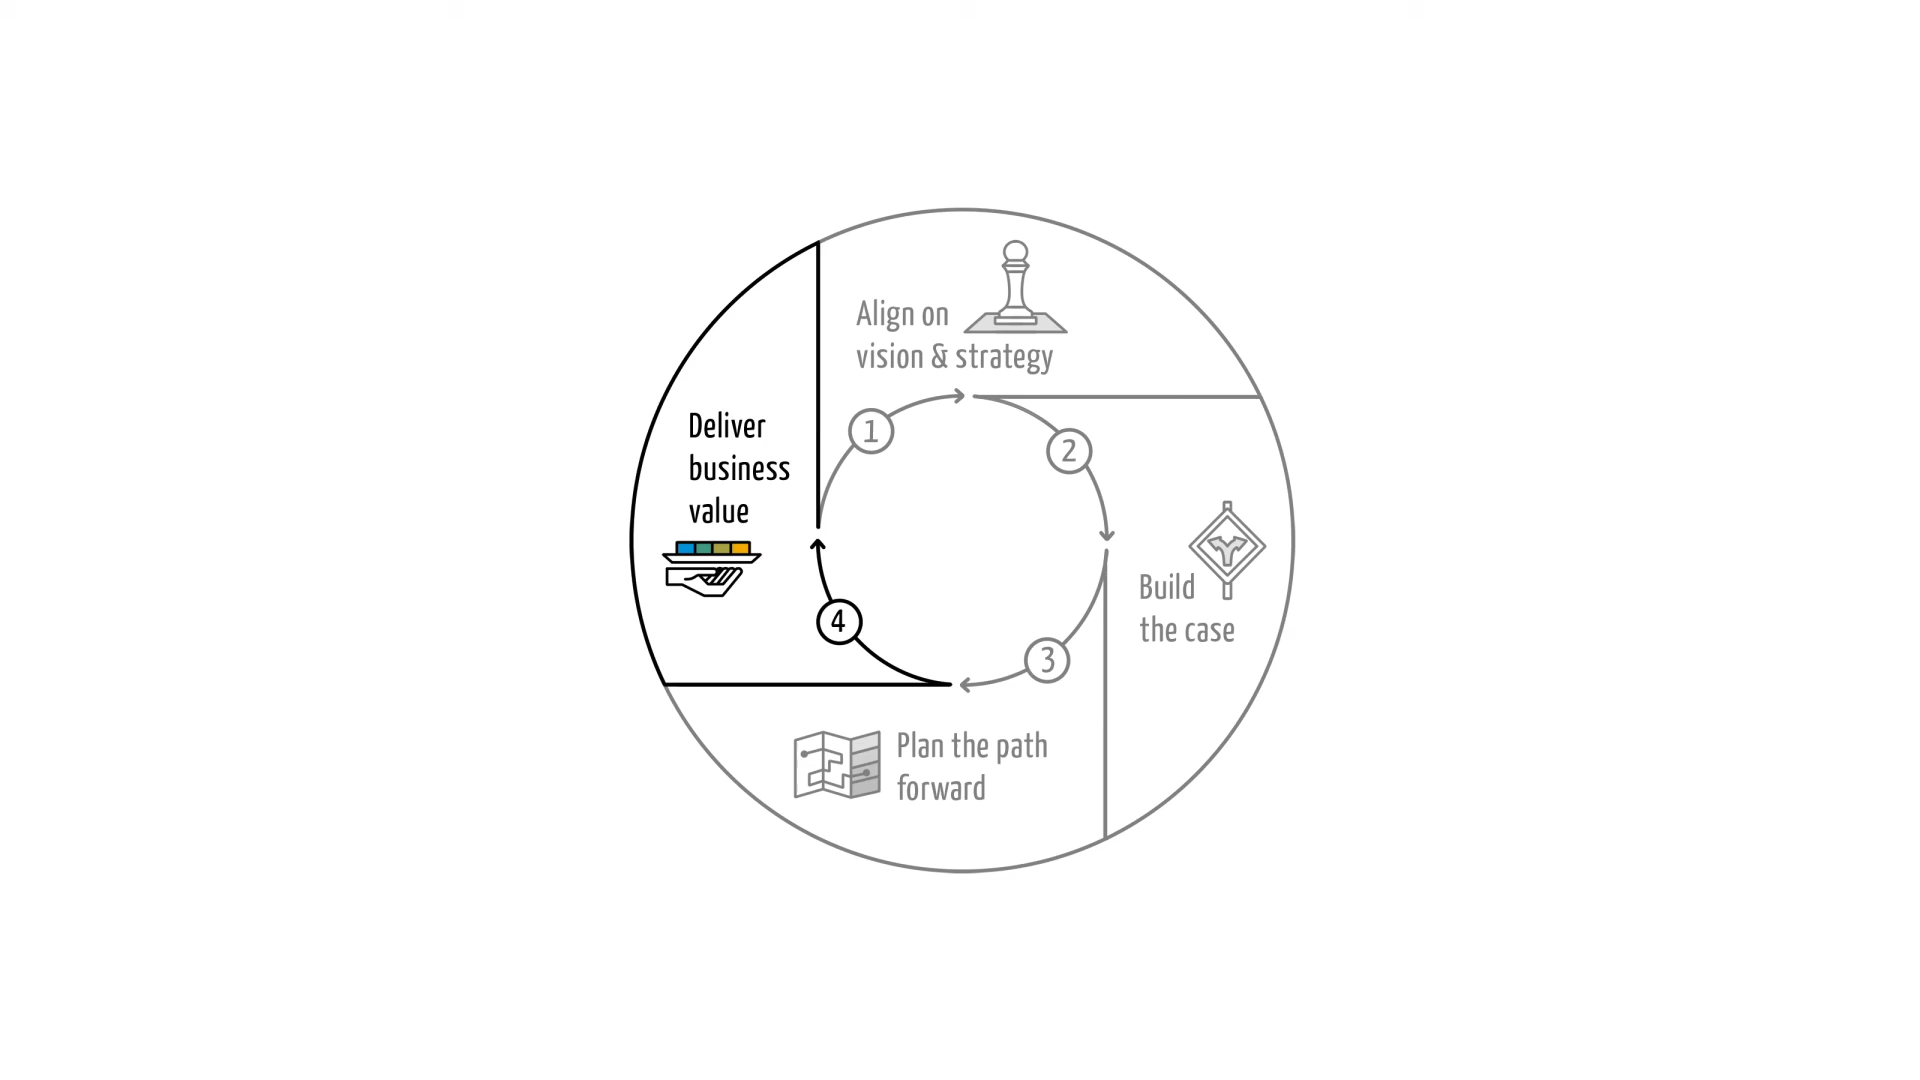 Align on
vision & strategy
1
2
Build
the case
3
Plan the path
forward
4
Deliver
business
value